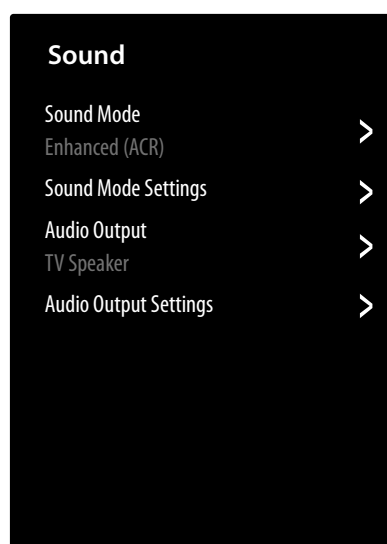 Sound
Sound Mode
Enhanced (ACR)
Sound Mode Settings
Audio Output
TV Speaker
Audio Output Settings